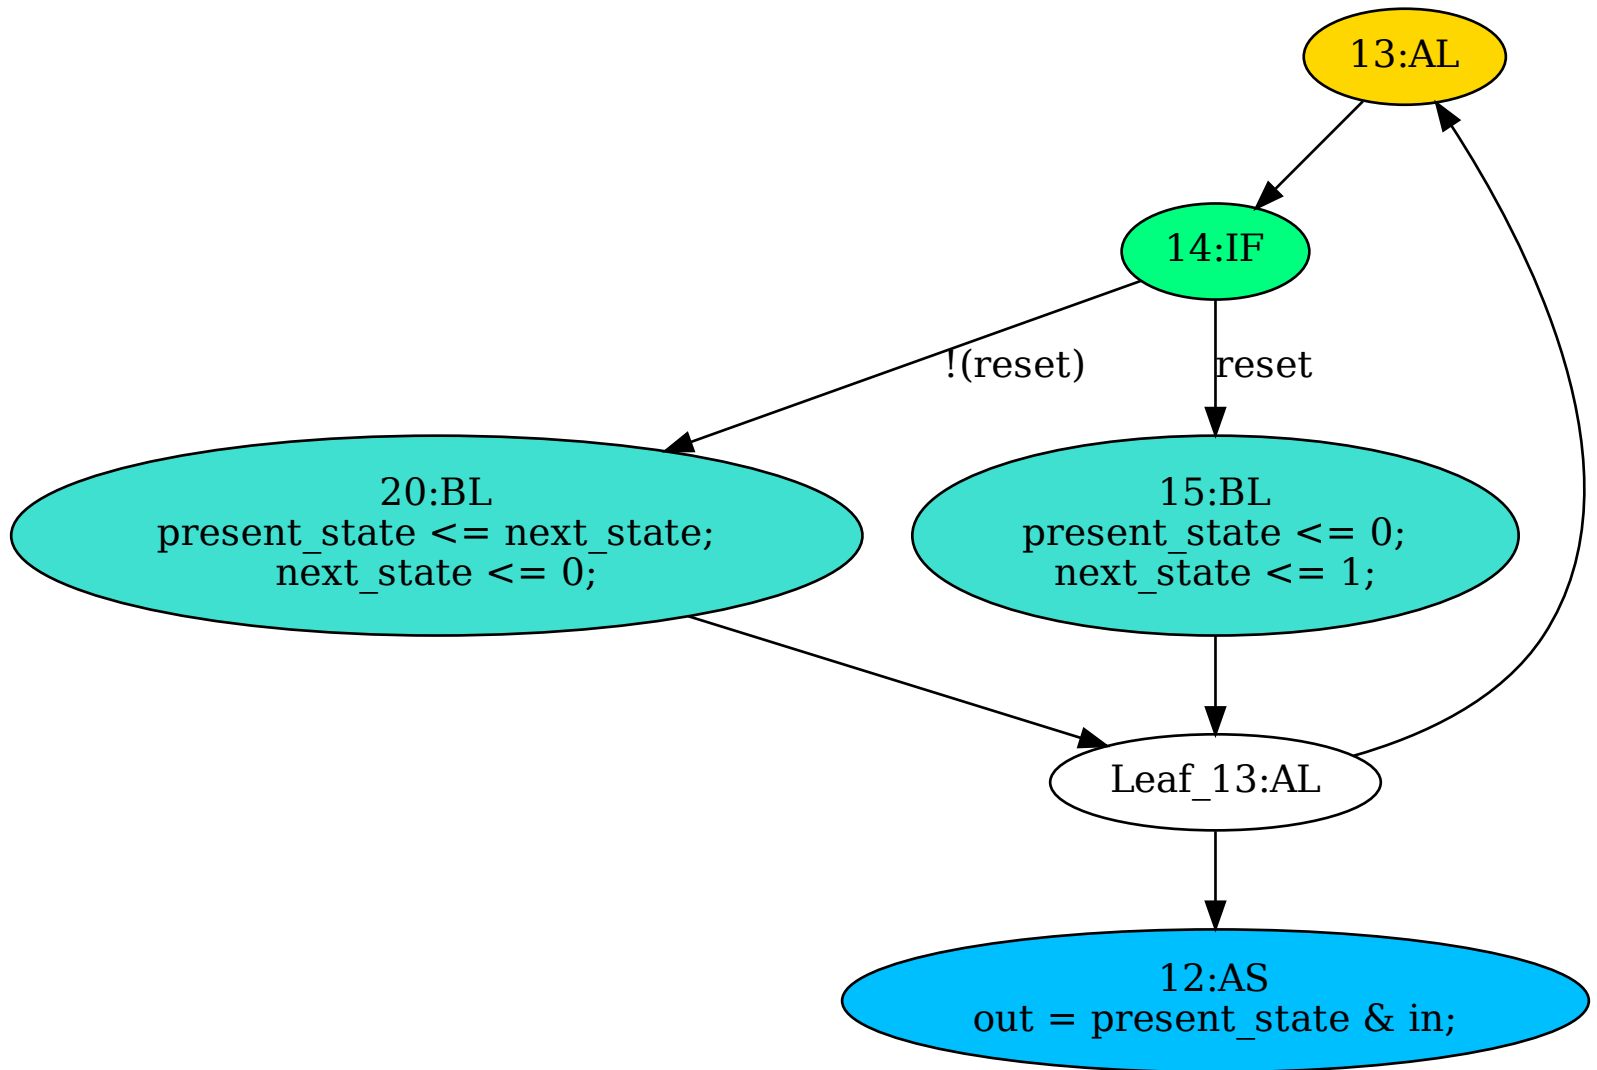 13:AL
14:IF
!(reset)
reset
20:BL
present_state <= next_state;
next_state <= 0;
15:BL
present_state <= 0;
next_state <= 1;
Leaf_13:AL
12:AS
out = present_state & in;